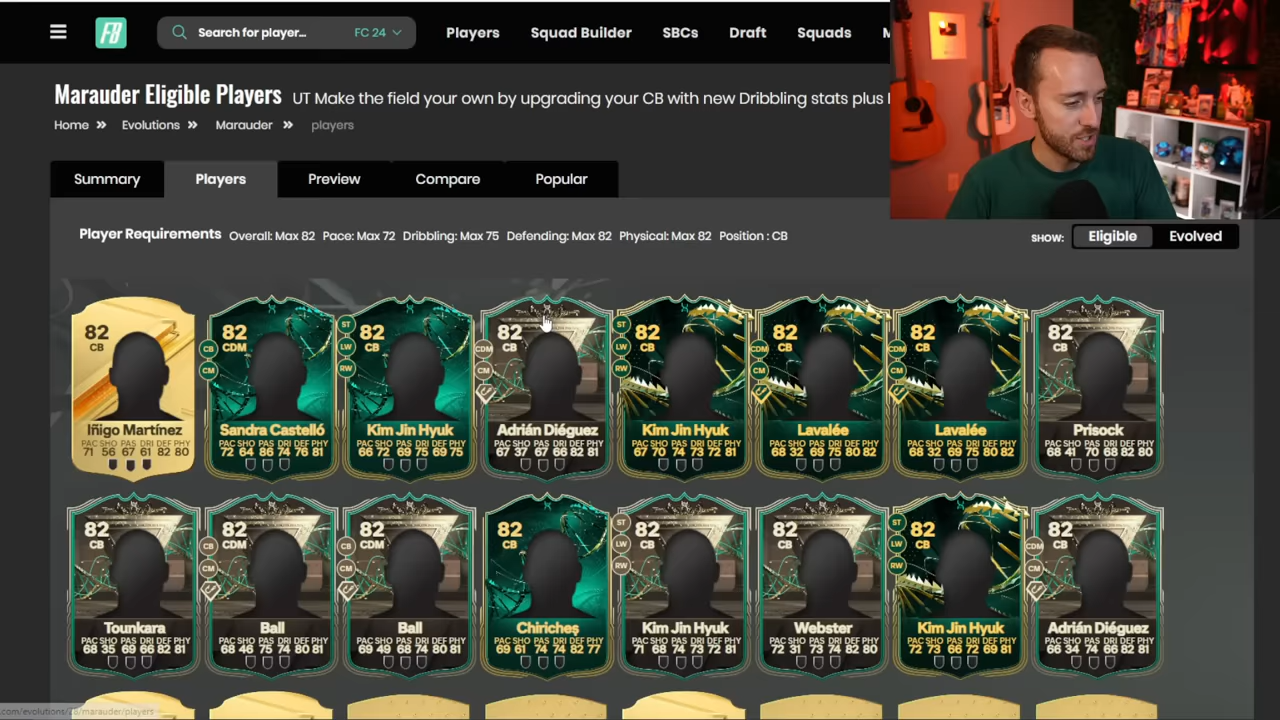 FB
Search for player...
FC 24
Players
Squad Builder
SBCs
Draft
Squads
M
Marauder Eligible Players
UT Make the field your own by upgrading your CB with new Dribbling stats plus
Home » Evolutions » Marauder » players
Summary
Players
Preview
Compare
Popular
Player Requirements Overall: Max 82 Pace: Max 72 Dribbling: Max 75 Defending: Max 82 Physical: Max 82 Position : CB
SHOW: Eligible Evolved
82
CB
Iñigo Martínez
PAC SHO PAS DRI DEF PHY
71 56 67 61 82 80
82
CDM
CB
CM
Sandra Castelló
PAC SHO PAS DRI DEF PHY
72 64 86 74 76 81
82
CB
ST
LW
RW
Kim Jin Hyuk
PAC SHO PAS DRI DEF PHY
66 72 69 75 69 75
82
CB
CDM
CM
Adrián Diéguez
PAC SHO PAS DRI DEF PHY
67 37 67 66 82 81
82
CB
ST
LW
RW
Kim Jin Hyuk
PAC SHO PAS DRI DEF PHY
67 70 74 73 72 81
82
CB
CDM
CM
Lavalée
PAC SHO PAS DRI DEF PHY
68 32 69 75 80 82
82
CB
CDM
CM
Lavalée
PAC SHO PAS DRI DEF PHY
68 32 69 75 80 82
82
CB
Prisock
PAC SHO PAS DRI DEF PHY
68 41 70 68 82 80
82
CB
Tounkara
PAC SHO PAS DRI DEF PHY
68 35 69 66 82 81
82
CDM
CB
CM
Ball
PAC SHO PAS DRI DEF PHY
68 46 75 74 80 81
82
CDM
CB
CM
Ball
PAC SHO PAS DRI DEF PHY
69 49 68 74 80 81
82
CB
Chiricheș
PAC SHO PAS DRI DEF PHY
69 61 74 74 82 77
82
CB
ST
LW
RW
Kim Jin Hyuk
PAC SHO PAS DRI DEF PHY
71 68 74 73 72 81
82
CB
Webster
PAC SHO PAS DRI DEF PHY
72 31 73 74 82 80
82
CB
ST
LW
RW
Kim Jin Hyuk
PAC SHO PAS DRI DEF PHY
72 73 66 72 69 81
82
CB
CDM
CM
Adrián Diéguez
PAC SHO PAS DRI DEF PHY
66 34 74 66 82 81